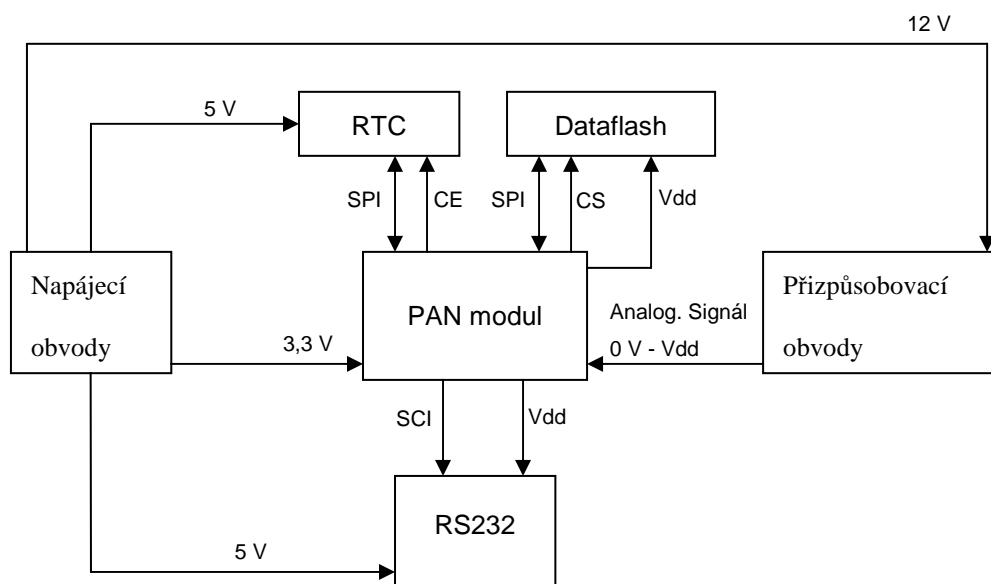 12 V
5 V
RTC
Dataflash
SPI
CE
SPI
CS
Vdd
Napájecí
obvody
PAN modul
Přizpůsobovací
obvody
Analog. Signál
0 V - Vdd
3,3 V
SCI
Vdd
RS232
5 V